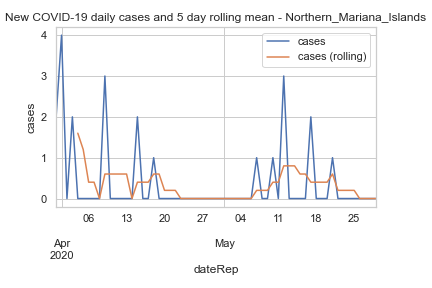 New COVID-19 daily cases and 5 day rolling mean - Northern_Mariana_Islands
cases
cases (rolling)
4
3
2
1
0
cases
06
13
20
27
04
11
18
25
Apr
2020
May
dateRep